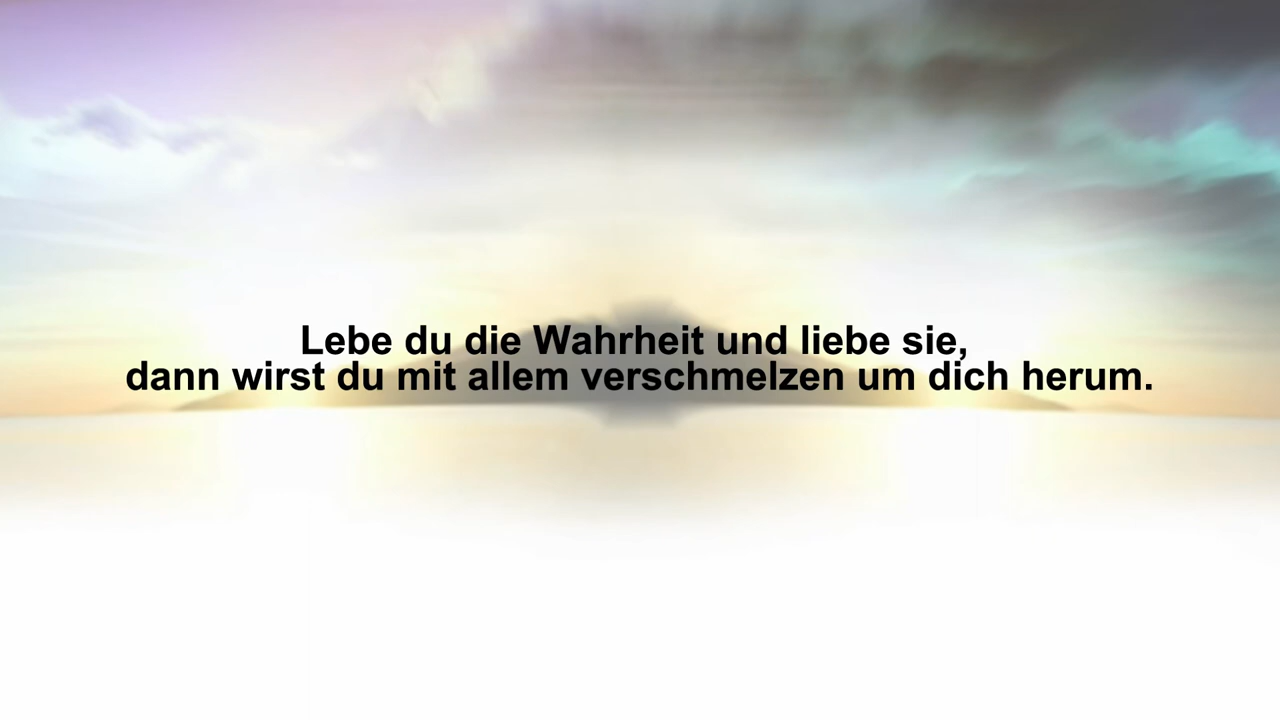 Lebe du die Wahrheit und liebe sie,
dann wirst du mit allem verschmelzen um dich herum.